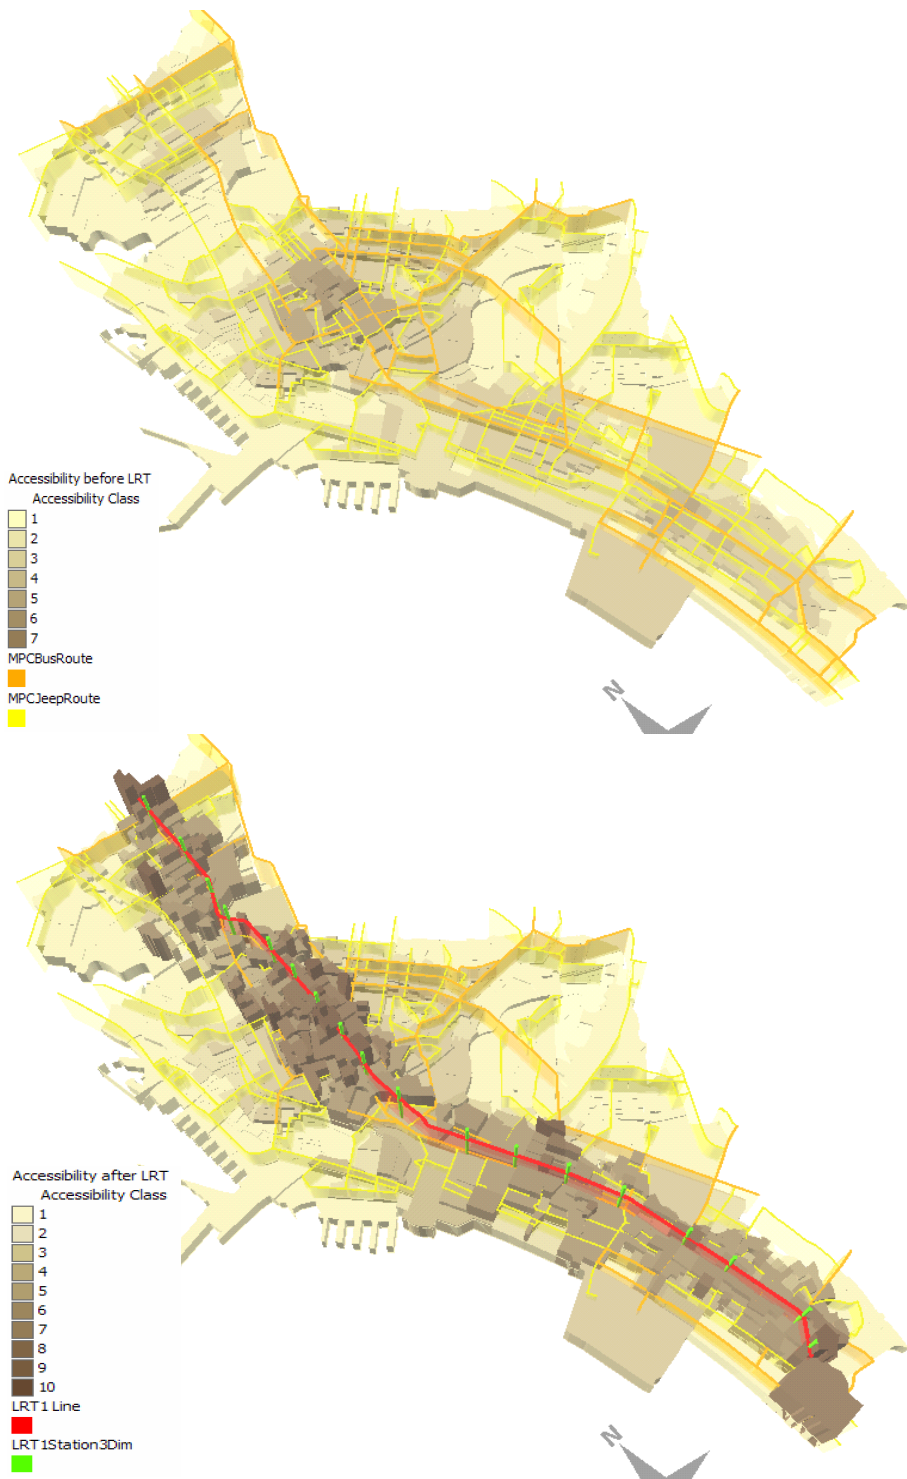 Accessibility before LRT
Accessibility Class
1
2
3
4
5
6
7
MPCBusRoute
MPCJeepRoute
N
Accessibility after LRT
Accessibility Class
1
2
3
4
5
6
7
8
9
10
LRT1 Line
LRT1Station3Dim
N